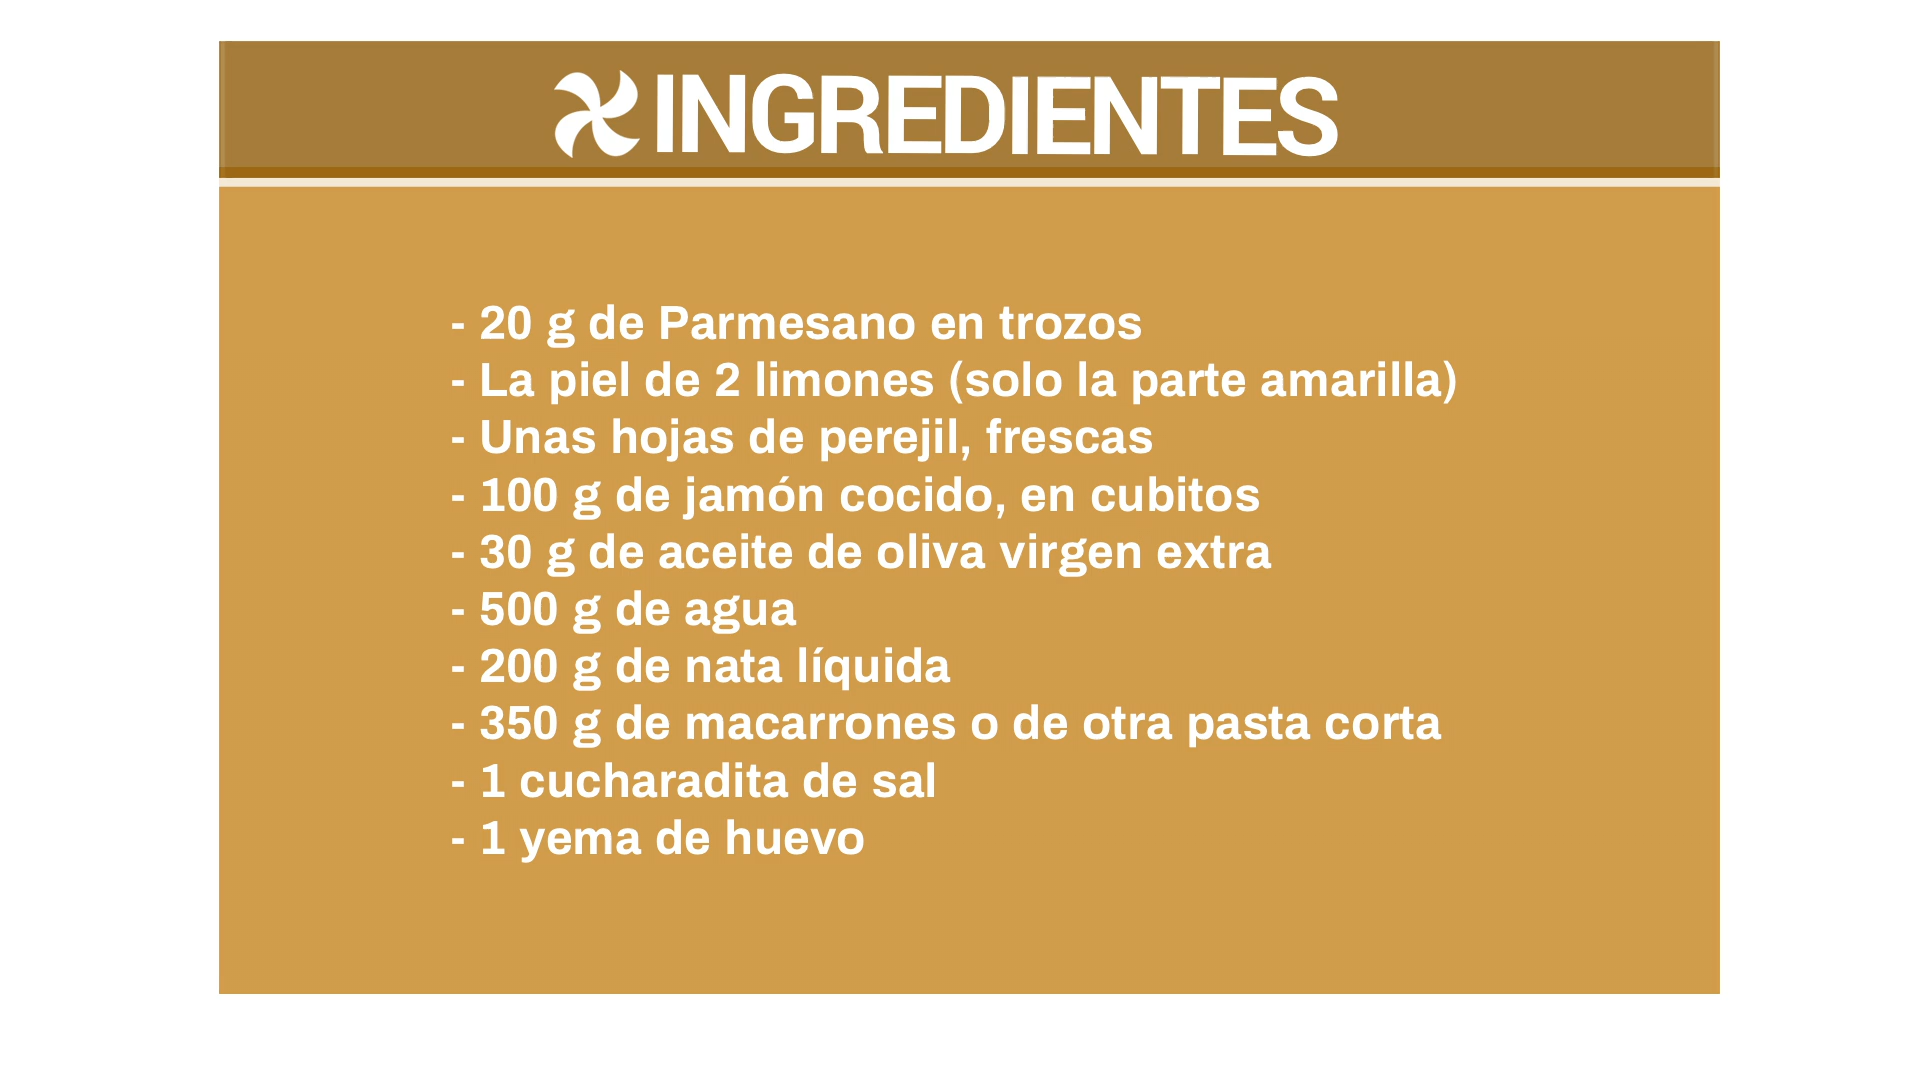 INGREDIENTES
- 20 g de Parmesano en trozos
- La piel de 2 limones (solo la parte amarilla)
- Unas hojas de perejil, frescas
- 100 g de jamón cocido, en cubitos
- 30 g de aceite de oliva virgen extra
- 500 g de agua
- 200 g de nata líquida
- 350 g de macarrones o de otra pasta corta
- 1 cucharadita de sal
- 1 yema de huevo